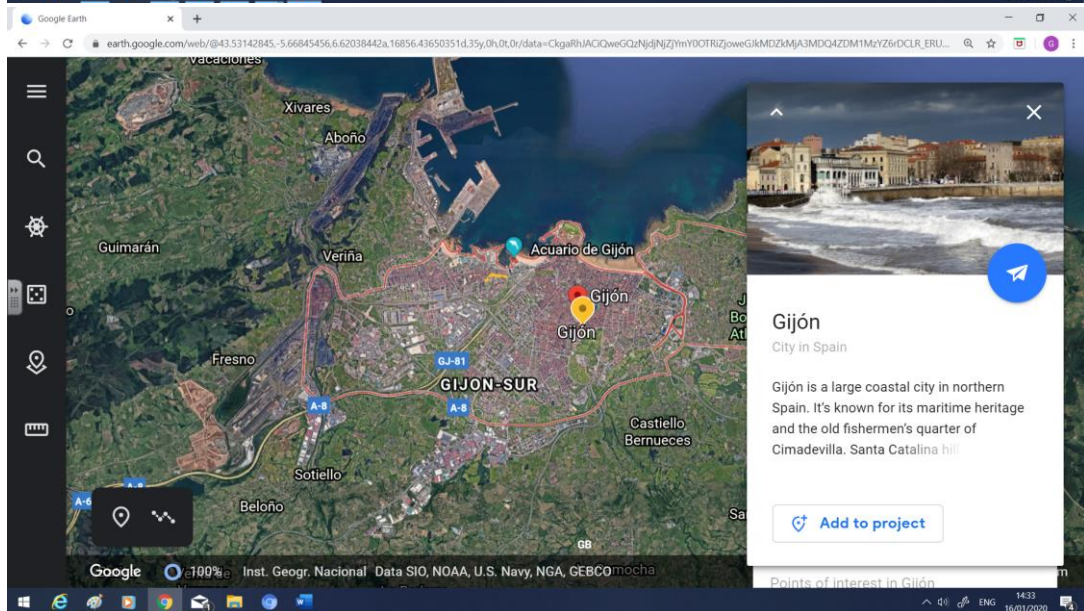 Google Earth
earth.google.com/web/@43.53142845,-5.66845456,6.62038442a,16856.43650351d,35y,0h,0t,0r/data=
Vacaciones
Xivares
Aboño
Guimarán
Veriña
Acuario de Gijón
Gijón
Gijón
Fresno
GJ-81
GIJON-SUR
A-8
A-8
Castiello
Bernueces
Sotiello
A-8
Beloño
GB
Google
100%
Inst. Geogr. Nacional Data SIO, NOAA, U.S. Navy, NGA, GEBCO
Gijón
City in Spain
Gijón is a large coastal city in northern
Spain. It's known for its maritime heritage
and the old fishermen's quarter of
Cimadevilla. Santa Catalina hill
Add to project
Points of interest in Gijón
ENG
14:33
16/01/2020